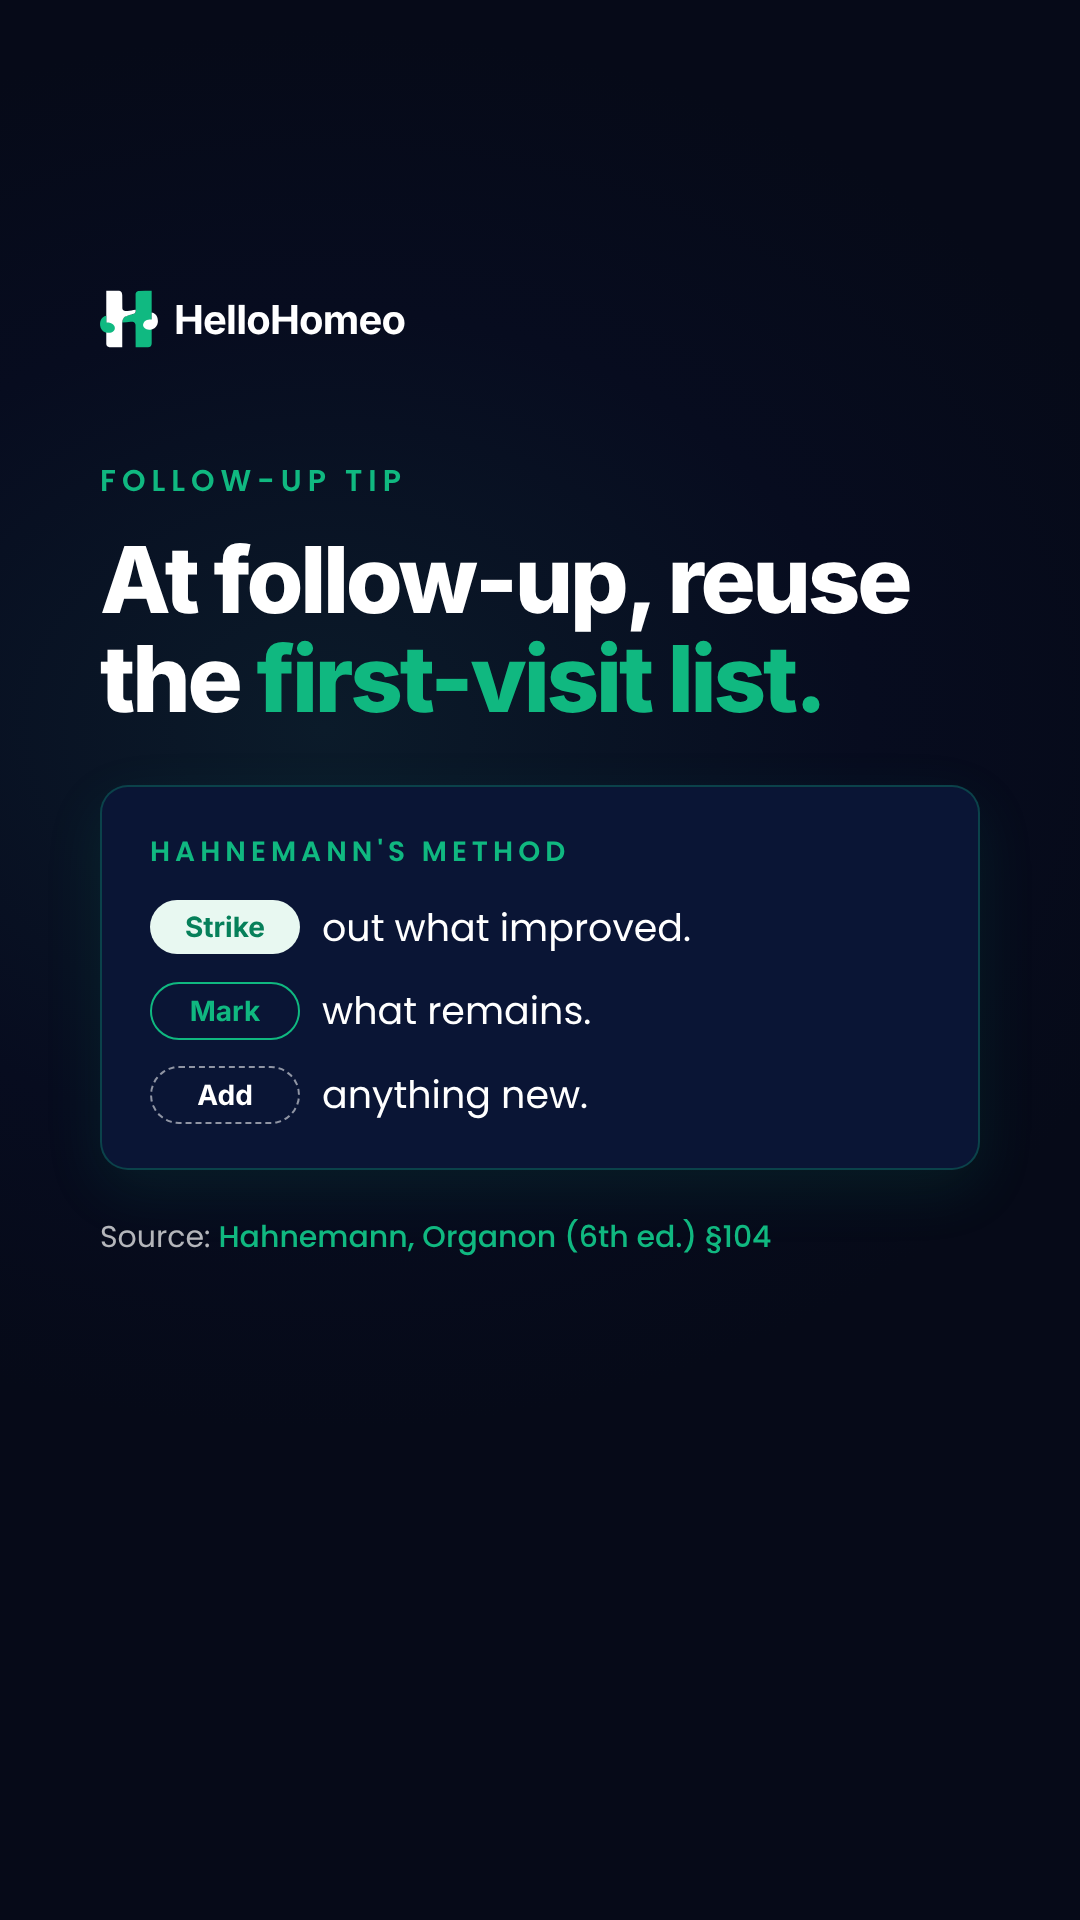 HelloHomeo
FOLLOW-UP TIP
At follow-up, reuse
the first-visit list.
HAHNEMANN'S METHOD
Strike out what improved.
Mark what remains.
Add anything new.
Source: Hahnemann, Organon (6th ed.) §104